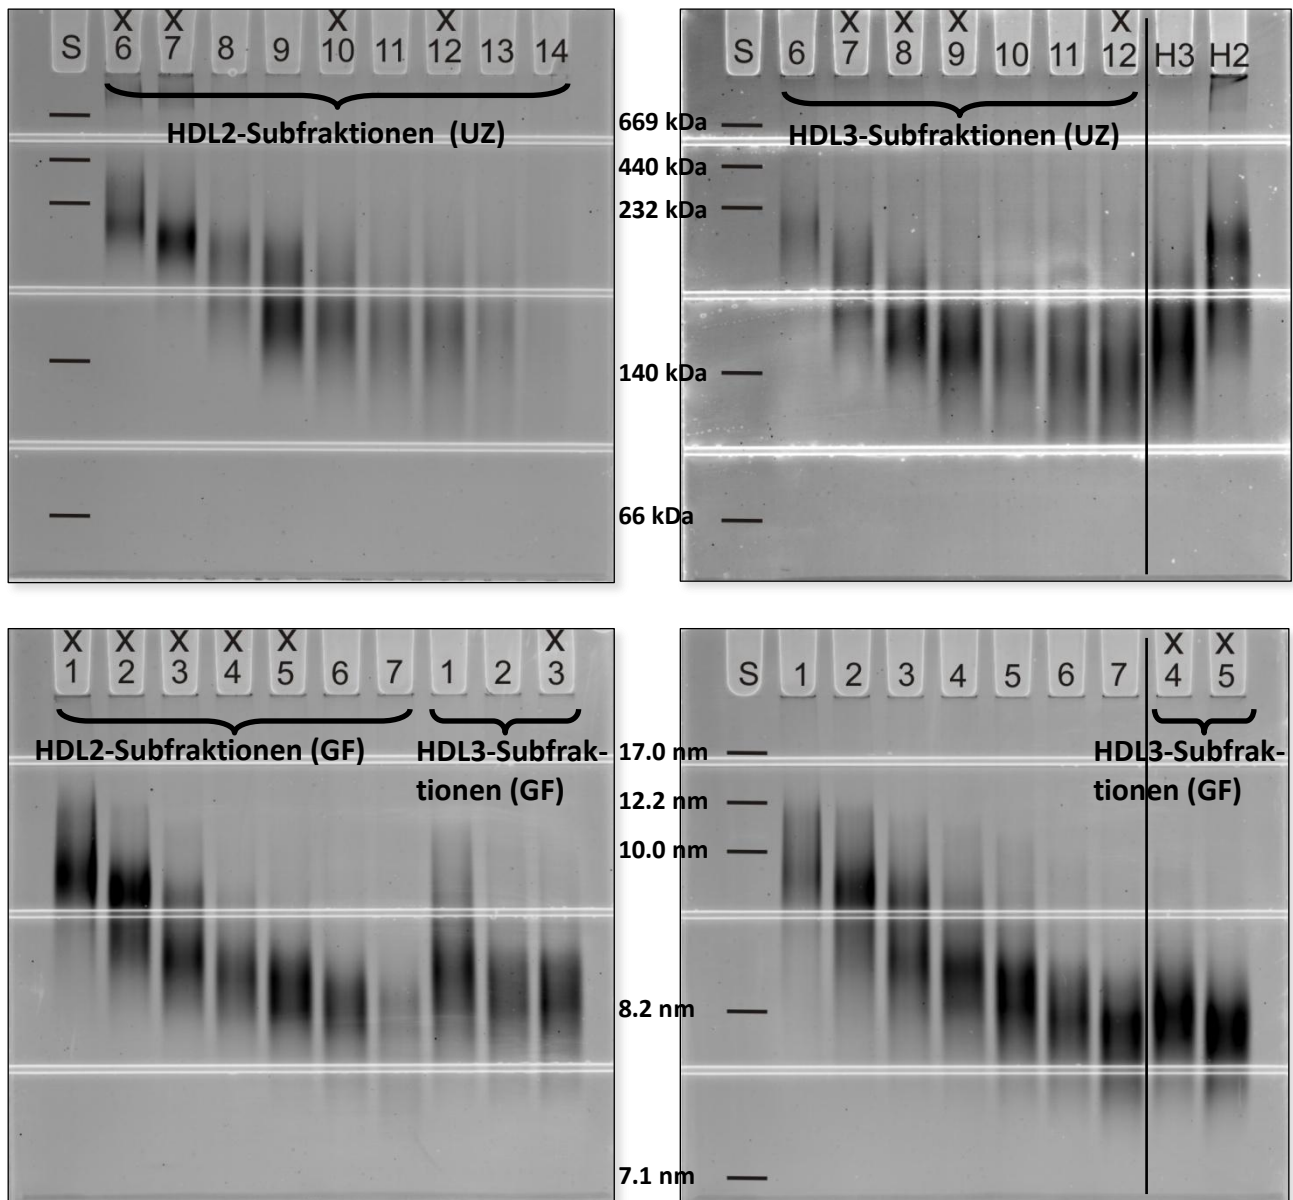 X X X X
S 6 7 8 9 10 11 12 13 14
HDL2-Subfraktionen (UZ)
X X X X
S 6 7 8 9 10 11 12 H3 H2
HDL3-Subfraktionen (UZ)
669 kDa
440 kDa
232 kDa
140 kDa
66 kDa
X X X X X X
1 2 3 4 5 6 7 1 2 3
HDL2-Subfraktionen (GF)
HDL3-Subfrak-
tionen (GF)
X X
S 1 2 3 4 5 6 7 4 5
HDL3-Subfrak-
tionen (GF)
17.0 nm
12.2 nm
10.0 nm
8.2 nm
7.1 nm